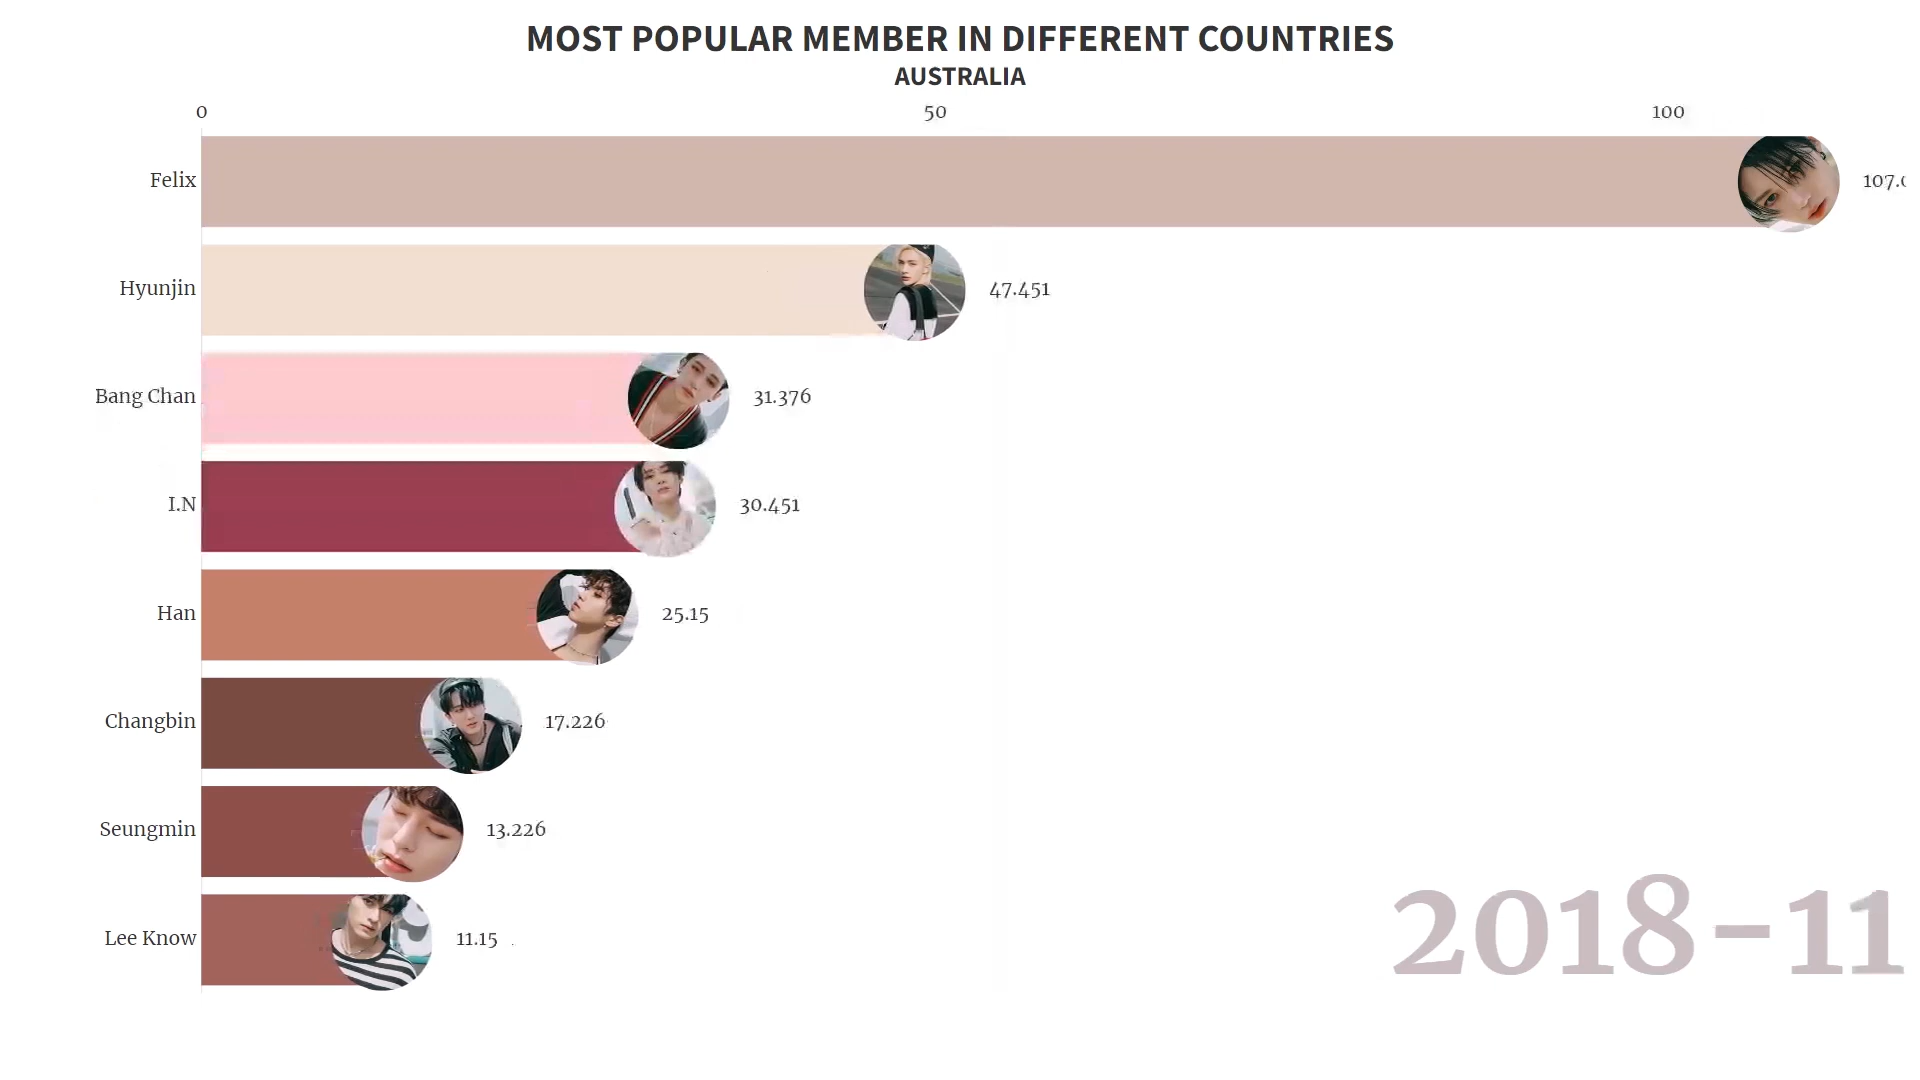 MOST POPULAR MEMBER IN DIFFERENT COUNTRIES
AUSTRALIA
0 50 100
Felix
Hyunjin 47.451
Bang Chan 31.376
I.N 30.451
Han 25.15
Changbin 17.226
Seungmin 13.226
Lee Know 11.15
2018-11